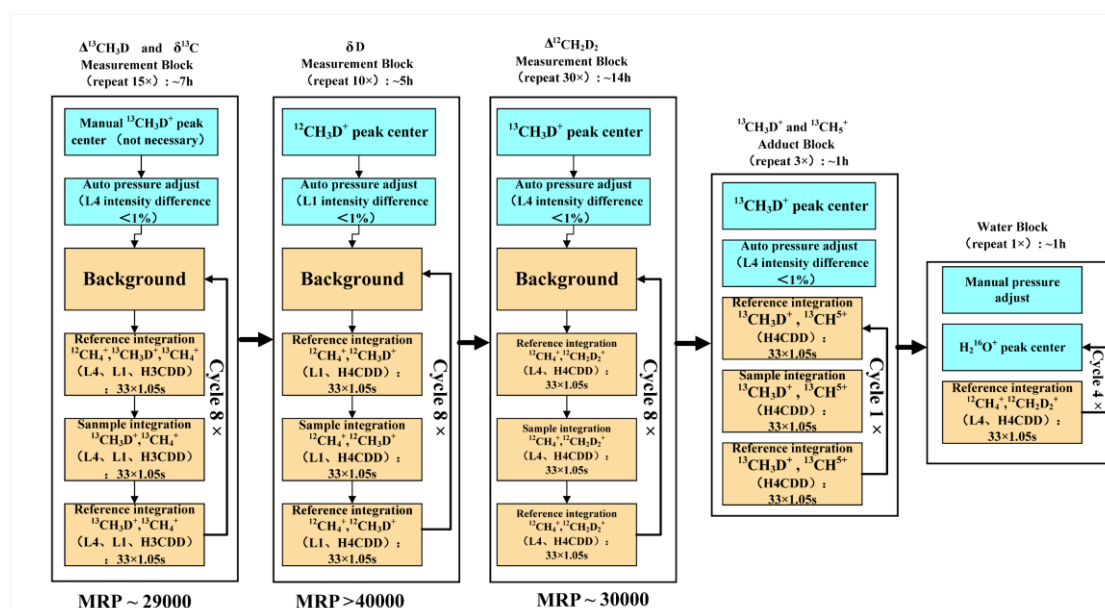 Δ¹³CH₃D and δ¹³C
Measurement Block
（repeat 15×）: ~7h
Manual ¹³CH₃D⁺ peak
center （not necessary）
Auto pressure adjust
（L4 intensity difference
＜1%）
Background
Reference integration
¹²CH₄⁺,¹³CH₃D⁺,¹³CH₄⁺
(L4、L1、H3CDD)
：33×1.05s
Sanmple integration
¹³CH₃D⁺,¹³CH₄⁺
(L4、L1、H3CDD)：
33×1.05s
Reference integration
¹³CH₃D⁺,¹³CH₄⁺
(L4、L1、H3CDD)：
33×1.05s
Cycle 8×
MRP ~ 29000
δ D
Measurement Block
（repeat 10×）: ~5h
¹²CH₃D⁺ peak center
Auto pressure adjust
（L1 intensity difference
＜1%）
Background
Reference integration
¹²CH₄⁺,¹²CH₃D⁺
(L1、H4CDD)：
33×1.05s
Sanmple integration
¹²CH₄⁺,¹²CH₃D⁺
(L1、H4CDD)：
33×1.05s
Reference integration
¹²CH₄⁺,¹²CH₃D⁺
(L1、H4CDD)：
33×1.05s
Cycle 8×
MRP >40000
Δ¹²CH₂D₂
Measurement Block
（repeat 30×）: ~14h
¹³CH₃D⁺ peak center
Auto pressure adjust
（L4 intensity difference
＜1%）
Background
Reference integration
¹²CH₄⁺,¹²CH₂D₂⁺
(L4、H4CDD)：
33×1.05s
Sanmple integration
¹²CH₄⁺,¹²CH₂D₂⁺
(L4、H4CDD)：
33×1.05s
Reference integration
¹²CH₄⁺,¹²CH₂D₂⁺
(L4、H4CDD)：
33×1.05s
Cycle 8×
MRP ~ 30000
¹³CH₃D⁺ and ¹³CH₅⁺
Adduct Block
(repeat 3×) : ~1h
¹³CH₃D⁺ peak center
Auto pressure adjust
（L4 intensity difference
＜1%）
Reference integration
¹³CH₃D⁺ , ¹³CH⁵⁺
(H4CDD)：
33×1.05s
Sample integration
¹³CH₃D⁺ , ¹³CH⁵⁺
(H4CDD)：
33×1.05s
Reference integration
¹³CH₃D⁺ , ¹³CH⁵⁺
(H4CDD)：
33×1.05s
Cycle 1×
Water Block
(repeat 1×) : ~1h
Manual pressure
adjust
H₂¹⁶O⁺ peak center
Reference integration
¹²CH₄⁺,¹²CH₂D₂⁺
(L4、H4CDD)：
33×1.05s
Cycle 4×